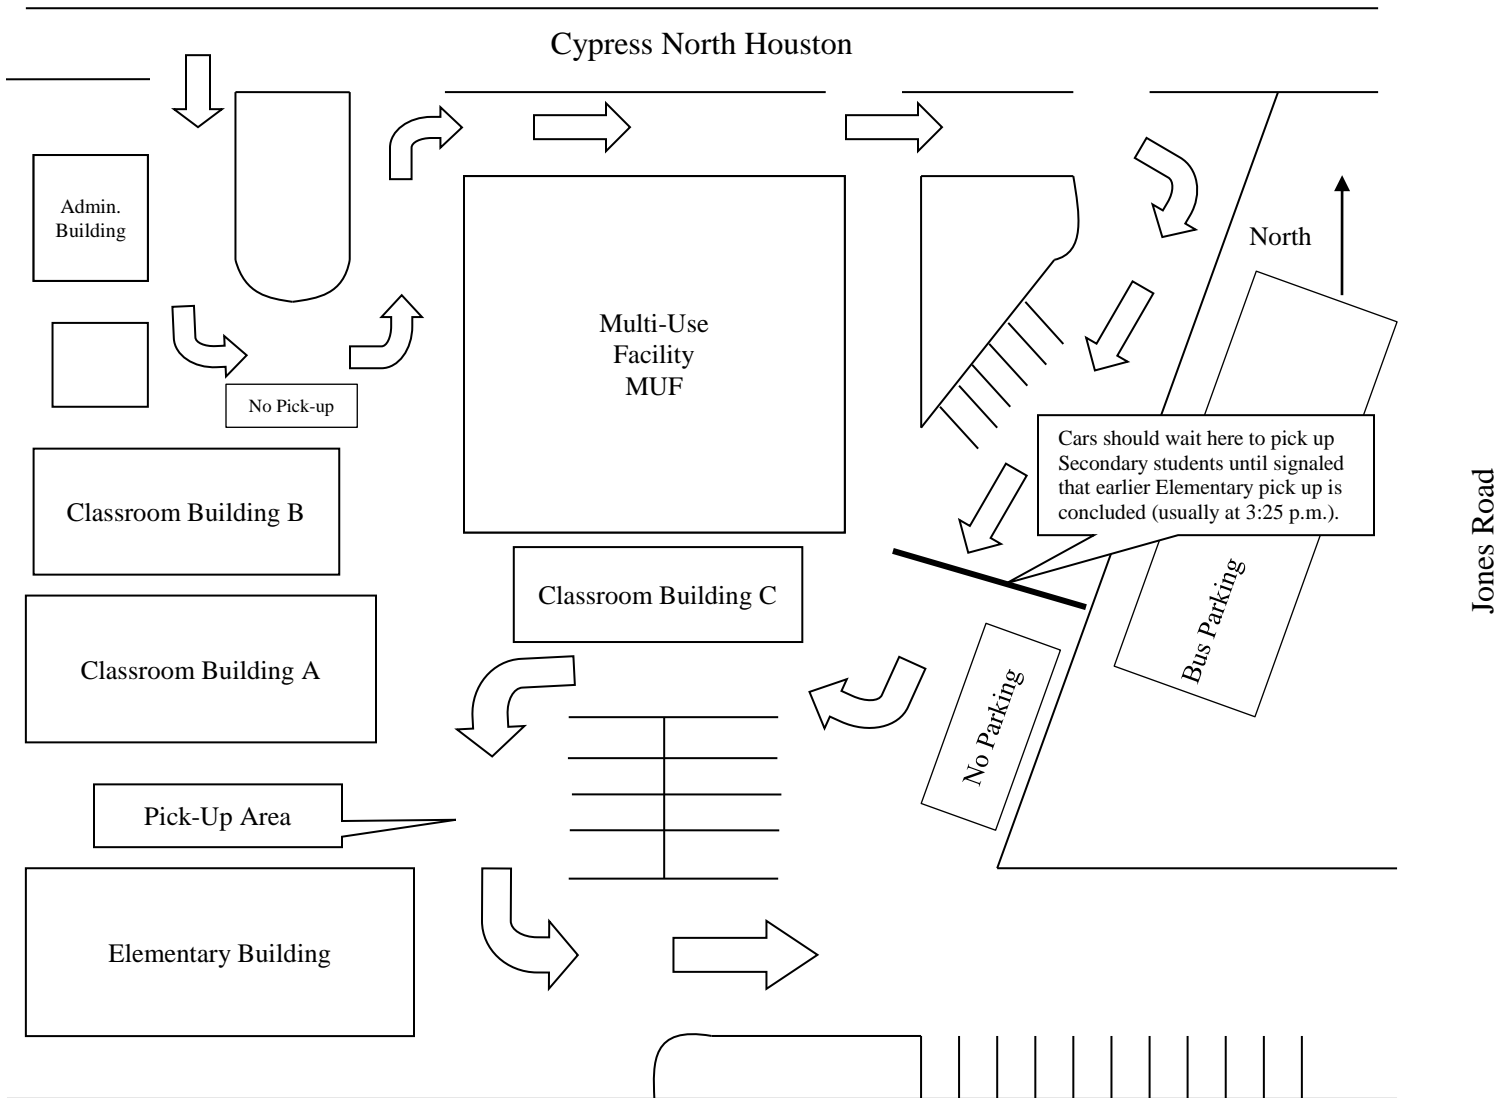 Cypress North Houston
Admin.
Building
North
Multi-Use
Facility
MUF
No Pick-up
Cars should wait here to pick up
Secondary students until signaled
that earlier Elementary pick up is
concluded (usually at 3:25 p.m.).
Classroom Building B
Jones Road
Classroom Building C
Bus Parking
Classroom Building A
No Parking
Pick-Up Area
Elementary Building